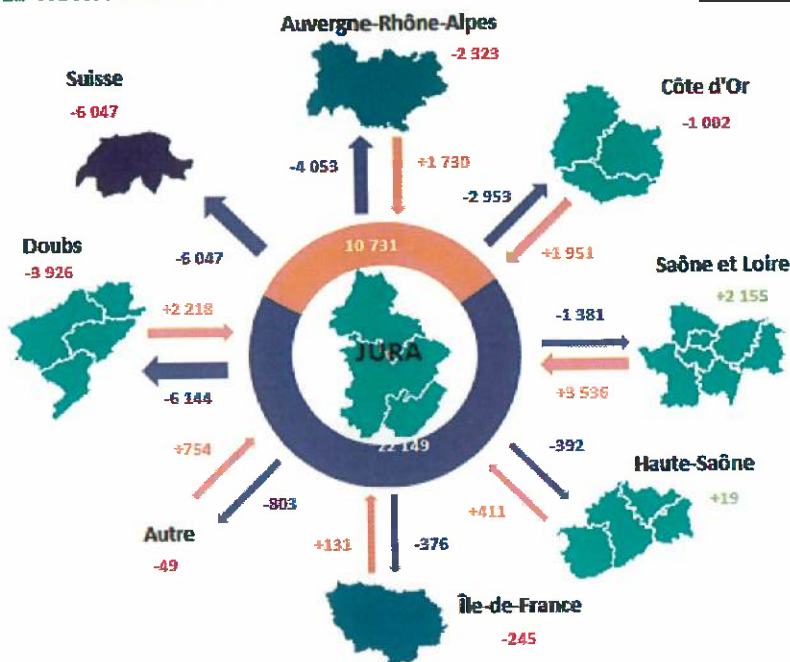 Auvergne-Rhône-Alpes
-2 323
Suisse
-6 047
Côte d'Or
-1 002
-4 053
+1 730
-2 953
-6 047
10 731
+1 951
Doubs
-3 926
Saône et Loire
+2 155
+2 218
-1 381
JURA
-6 144
+3 536
22 149
+754
-392
Haute-Saône
+19
-803
+411
Autre
-49
+131
-376
Île-de-France
-245